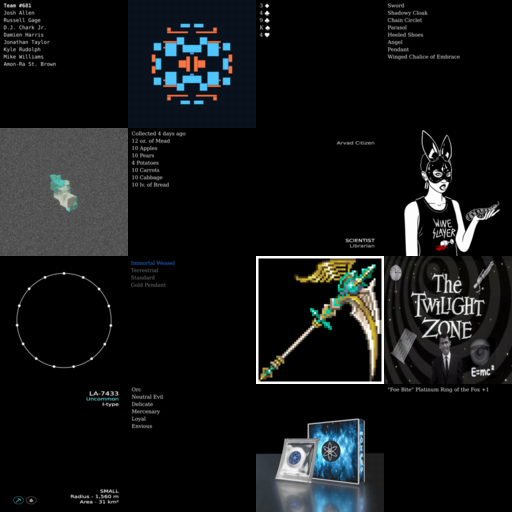 Team #681
Josh Allen
Russell Gage
D.J. Chark Jr.
Damien Harris
Jonathan Taylor
Kyle Rudolph
Mike Williams
Amon-Ra St. Brown
3 ♠
4 ♣
9 ♣
K ♣
4 ♥
Sword
Shadowy Cloak
Chain Circlet
Parasol
Heeled Shoes
Angel
Pendant
Winged Chalice of Embrace
Collected 4 days ago
12 oz. of Mead
10 Apples
10 Pears
4 Potatoes
10 Carrots
10 Cabbage
10 lv. of Bread
Arvad Citizen
SCIENTIST
Librarian
WINE
SLAYER
Immortal Weasel
Terrestrial
Standard
Gold Pendant
LA-7433
Uncommon
I-type
SMALL
Radius - 1,560 m
Area - 31 km²
Orc
Neutral Evil
Delicate
Mercenary
Loyal
Envious
The
TWILIGHT
ZONE
E=mc²
"Foe Bite" Platinum Ring of the Fox +1